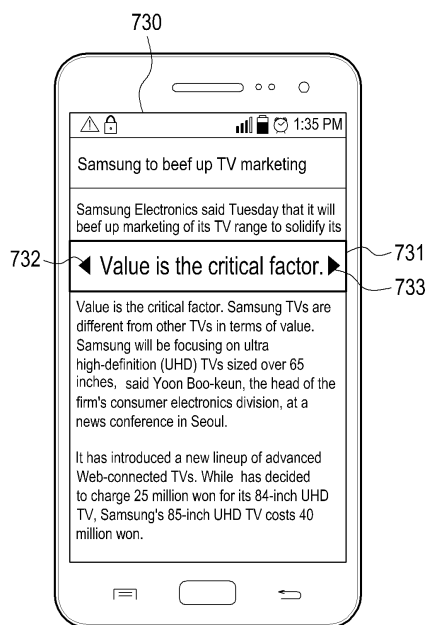 730
1:35 PM
Samsung to beef up TV marketing
Samsung Electronics said Tuesday that it will
beef up marketing of its TV range to solidify its
731
732
Value is the critical factor.
733
Value is the critical factor. Samsung TVs are
different from other TVs in terms of value.
Samsung will be focusing on ultra
high-definition (UHD) TVs sized over 65
inches, said Yoon Boo-keun, the head of the
firm's consumer electronics division, at a
news conference in Seoul.
It has introduced a new lineup of advanced
Web-connected TVs. While has decided
to charge 25 million won for its 84-inch UHD
TV, Samsung's 85-inch UHD TV costs 40
million won.